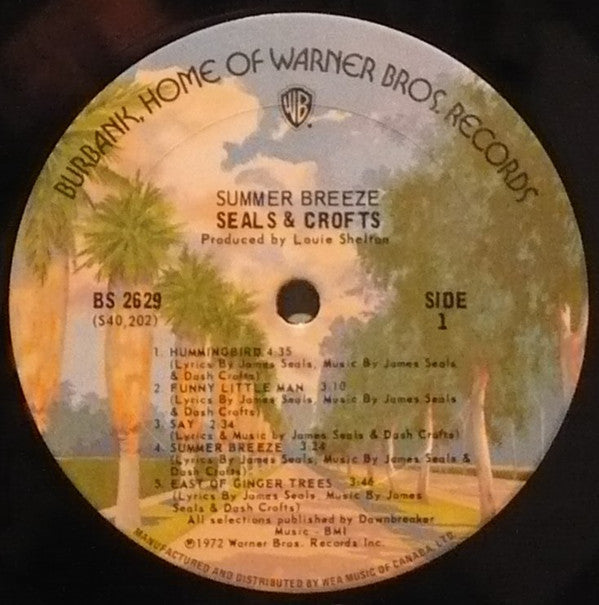 BURBANK, HOME OF WARNER BROS. RECORDS
WB
SUMMER BREEZE
SEALS & CROFTS
Produced by Louie Shelton
BS 2629
(S40,202)
SIDE
1
1. HUMMINGBIRD 4:35
(Lyrics By James Seals, Music By James Seals
& Dash Crofts)
2. FUNNY LITTLE MAN 3:10
(Lyrics By James Seals, Music By James Seals
& Dash Crofts)
3. SAY 2:34
(Lyrics & Music by James Seals & Dash Crofts)
4. SUMMER BREEZE 3:24
(Lyrics By James Seals, Music By James Seals &
Dash Crofts)
5. EAST OF GINGER TREES 3:46
(Lyrics By James Seals, Music By James
Seals & Dash Crofts)
All selections published by Dawnbreaker
Music - BMI
℗1972 Warner Bros. Records Inc.
MANUFACTURED AND DISTRIBUTED BY WEA MUSIC OF CANADA, LTD.